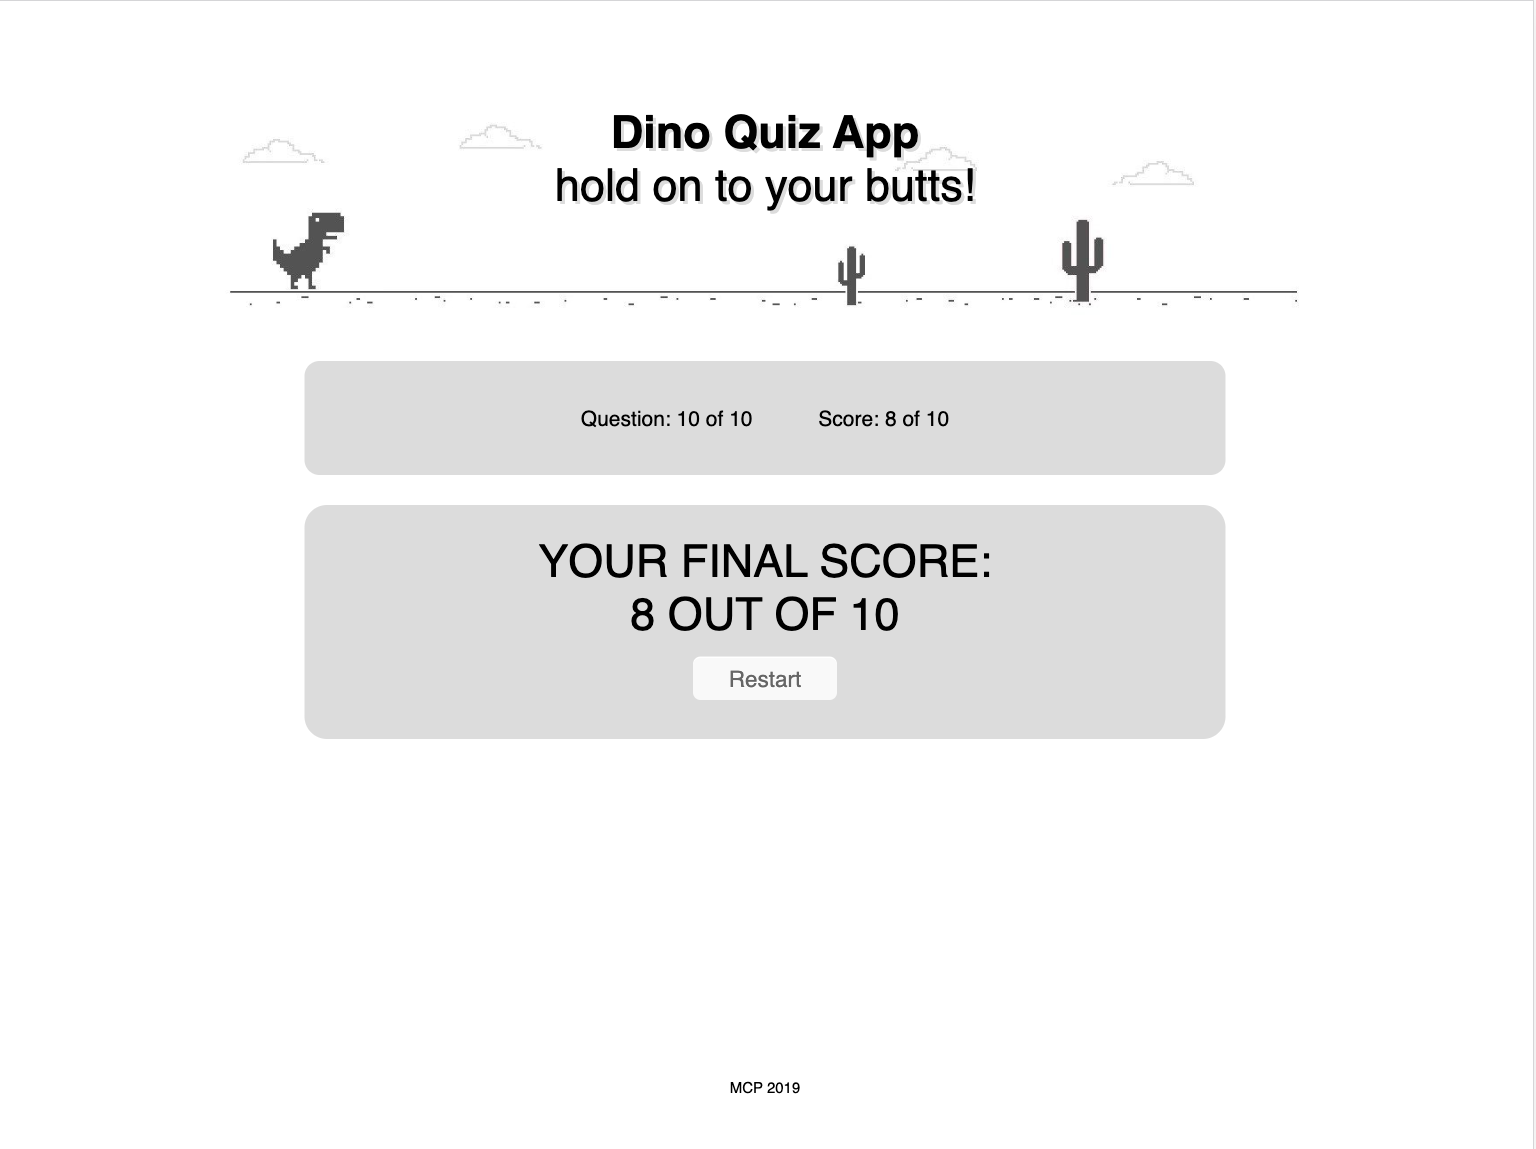 Dino Quiz App
hold on to your butts!
Question: 10 of 10 Score: 8 of 10
YOUR FINAL SCORE:
8 OUT OF 10
Restart
MCP 2019